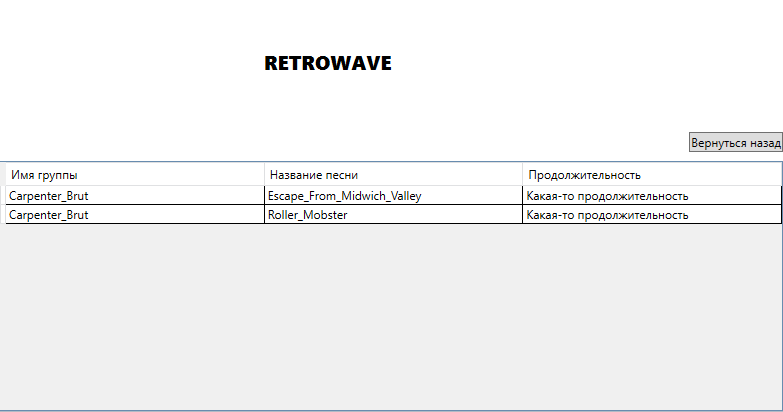 RETROWAVE
Вернуться назад
Имя группы Название песни Продолжительность
Carpenter_Brut Escape_From_Midwich_Valley Какая-то продолжительность
Carpenter_Brut Roller_Mobster Какая-то продолжительность